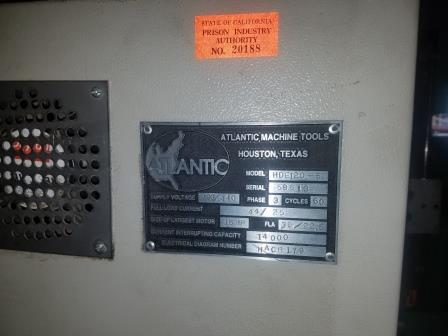 STATE OF CALIFORNIA
PRISON INDUSTRY
AUTHORITY
NO. 20188
ATLANTIC MACHINE TOOLS
HOUSTON, TEXAS
ATLANTIC
MODEL
SERIAL
SUPPLY VOLTAGE PHASE 3 CYCLES 60
FULL LOAD CURRENT 44/
SIZE OF LARGEST MOTOR FLA
CURRENT INTERRUPTING CAPACITY 14000
ELECTRICAL DIAGRAM NUMBER